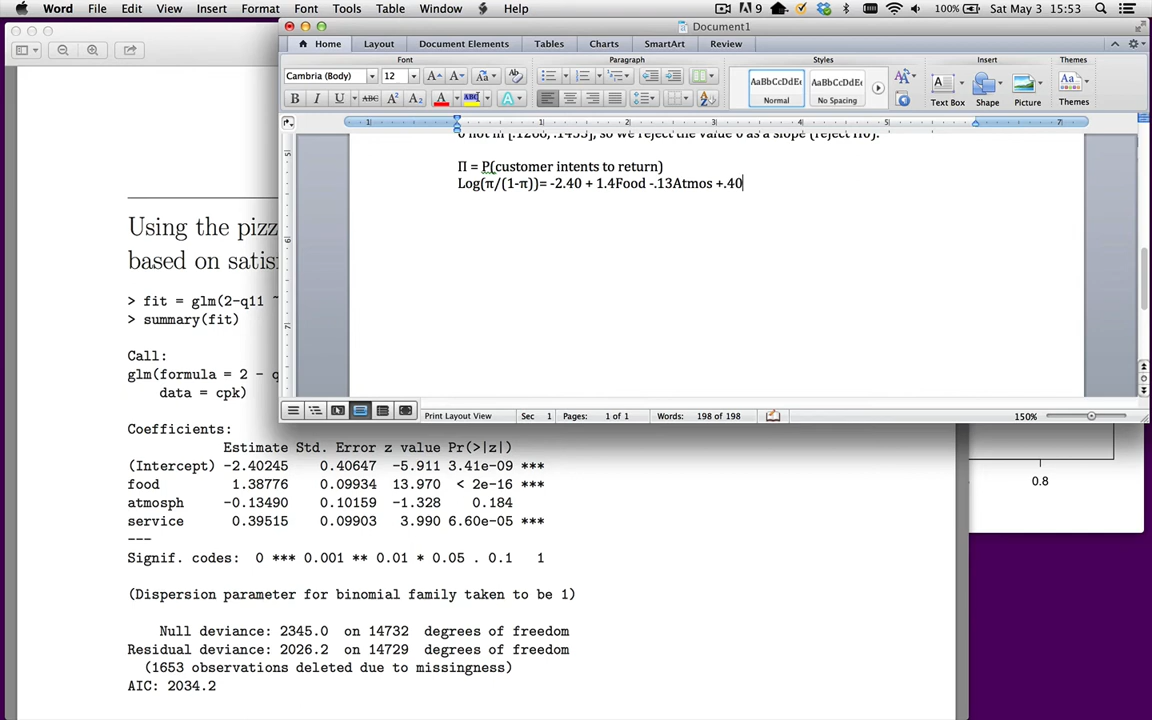 Word File Edit View Insert Format Font Tools Table Window Help 9 100% Sat May 3 15:53
Document1
Home Layout Document Elements Tables Charts SmartArt Review
Font Paragraph Styles Insert Themes
Cambria (Body) 12 AaBbCcDdEe AaBbCcDdEe
Normal No Spacing Text Box Shape Picture Themes
Π = P(customer intents to return)
Log(π/(1-π))= -2.40 + 1.4Food -.13Atmos +.40
Print Layout View Sec 1 Pages: 1 of 1 Words: 198 of 198 150%
Using the pizz
based on satis
> fit = glm(2-q11 ~
> summary(fit)
Call:
glm(formula = 2 - q
data = cpk)
Coefficients:
Estimate Std. Error z value Pr(>|z|)
(Intercept) -2.40245 0.40647 -5.911 3.41e-09 ***
food 1.38776 0.09934 13.970 < 2e-16 ***
atmosph -0.13490 0.10159 -1.328 0.184
service 0.39515 0.09903 3.990 6.60e-05 ***
---
Signif. codes: 0 *** 0.001 ** 0.01 * 0.05 . 0.1 1
(Dispersion parameter for binomial family taken to be 1)
Null deviance: 2345.0 on 14732 degrees of freedom
Residual deviance: 2026.2 on 14729 degrees of freedom
(1653 observations deleted due to missingness)
AIC: 2034.2
0.8